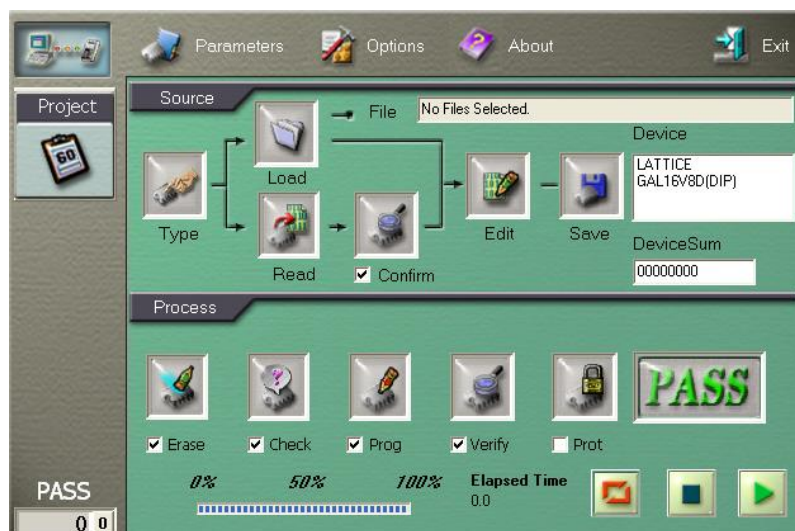 Parameters
Options
About
Exit
Project
GO
Source
File
No Files Selected.
Load
Type
Read
Confirm
Edit
Save
Device
LATTICE
GAL16V8D(DIP)
DeviceSum
00000000
Process
Erase
Check
Prog
Verify
Prot
PASS
0%
50%
100%
Elapsed Time
0.0
PASS
0 0